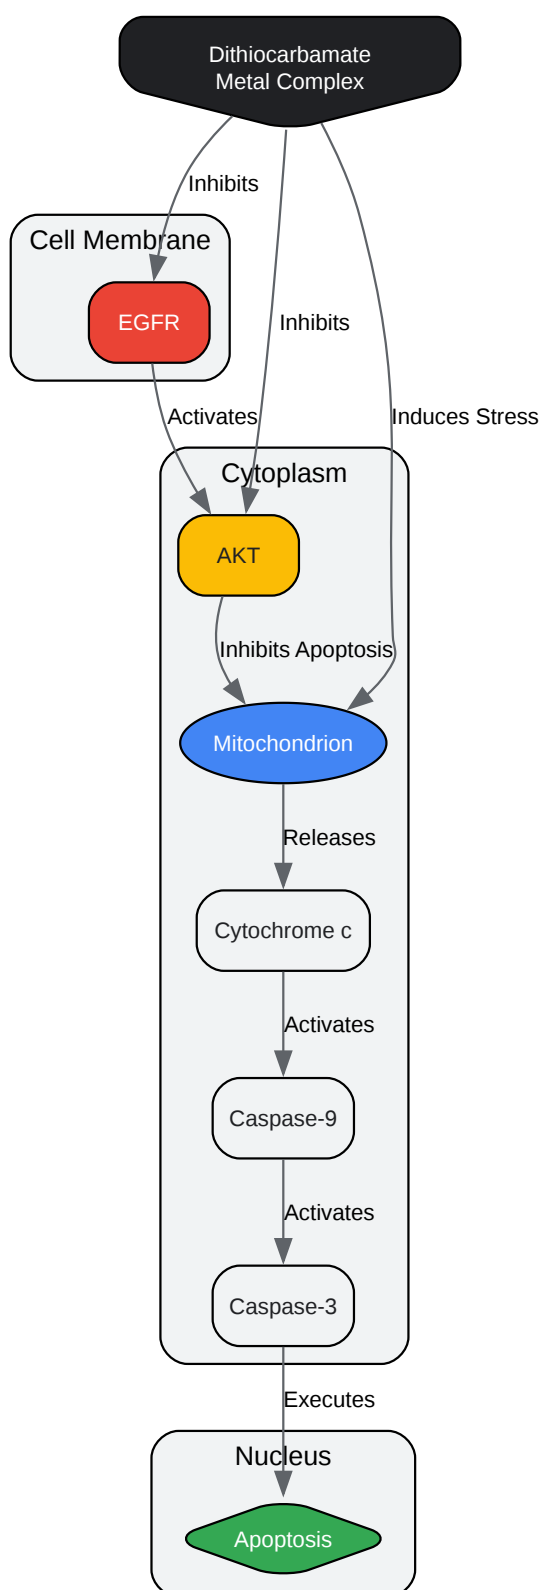 Dithiocarbamate
Metal Complex
Inhibits
Cell Membrane
EGFR
Inhibits
Activates
Induces Stress
Cytoplasm
AKT
Inhibits Apoptosis
Mitochondrion
Releases
Cytochrome c
Activates
Caspase-9
Activates
Caspase-3
Executes
Nucleus
Apoptosis